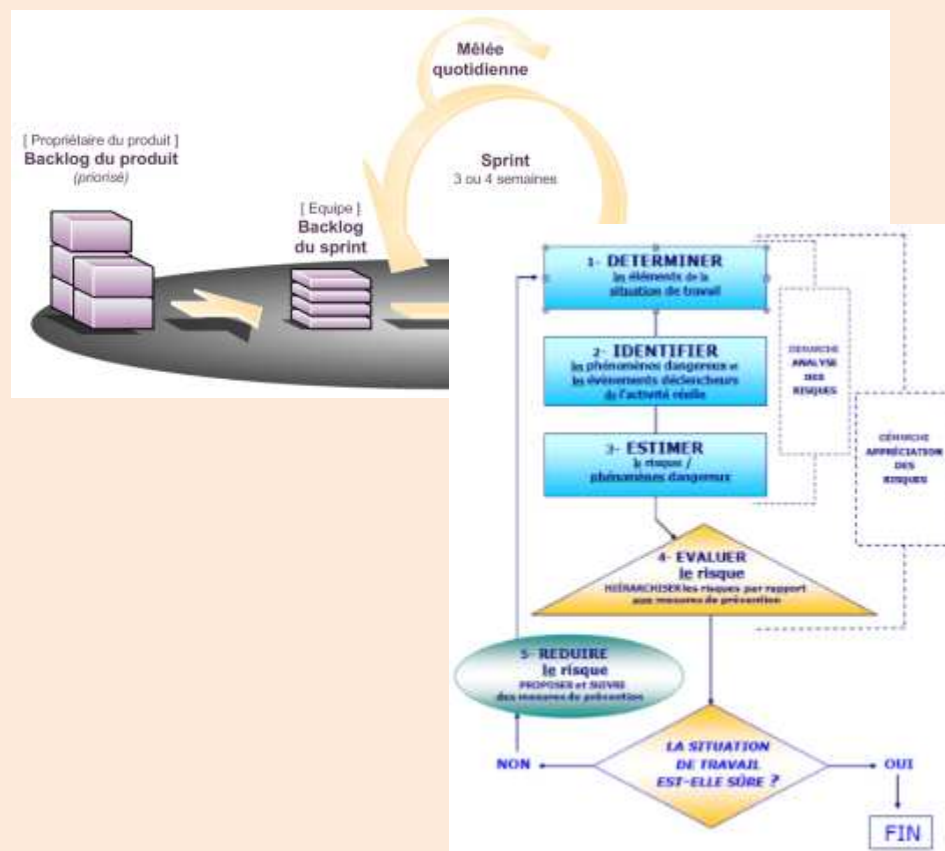 Mêlée
quotidienne
[ Propriétaire du produit ]
Backlog du produit
(priorisé)
Sprint
3 ou 4 semaines
[ Equipe ]
Backlog
du sprint
1- DETERMINER
les éléments de la
situation de travail
2- IDENTIFIER
les phénomènes dangereux et
les évènements déclencheurs
de l'activité réelle
3- ESTIMER
le risque /
phénomènes dangereux
DEMARCHE
ANALYSE
DES
RISQUES
DÉMARCHE
APPRÉCIATION
DES
RISQUES
4- EVALUER
le risque
HIÉRARCHISER les risques par rapport
aux mesures de prévention
5- REDUIRE
le risque
PROPOSER et SUIVRE
des mesures de prévention
LA SITUATION
DE TRAVAIL
EST-ELLE SÛRE ?
NON
OUI
FIN